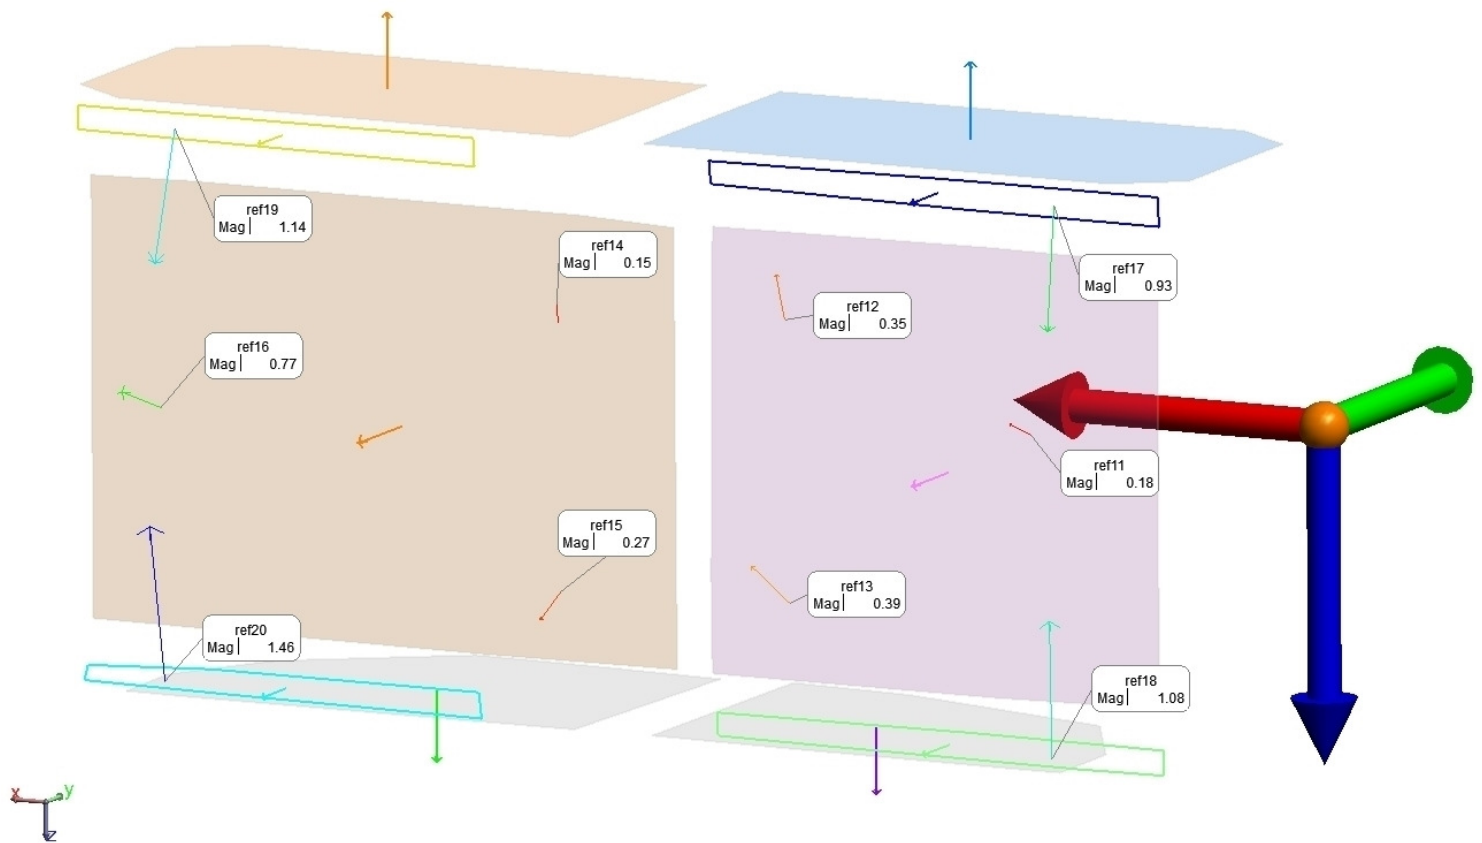 ref19
Mag 1.14
ref14
Mag 0.15
ref12
Mag 0.35
ref17
Mag 0.93
ref16
Mag 0.77
ref11
Mag 0.18
ref15
Mag 0.27
ref13
Mag 0.39
ref20
Mag 1.46
ref18
Mag 1.08
x y
z